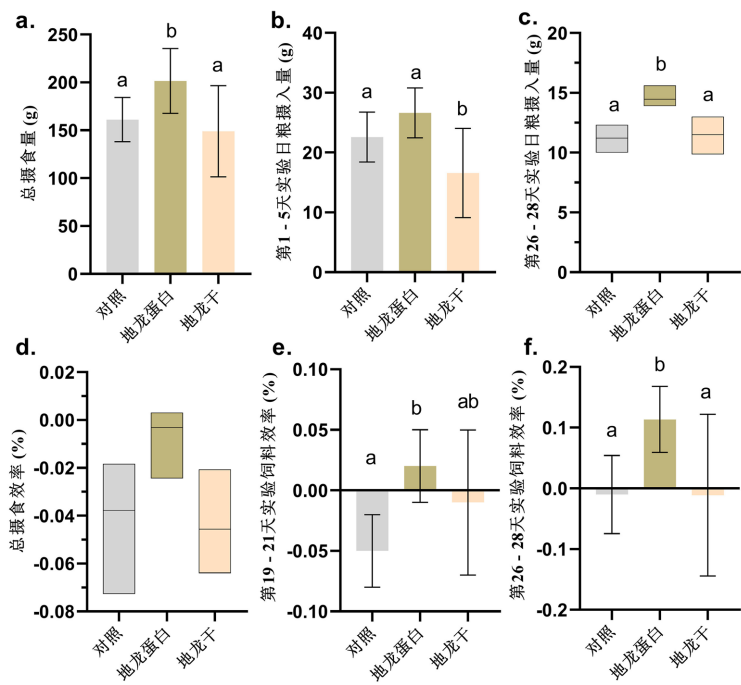 a.
b
a
a
总摄食量 (g)
250
200
150
100
50
0
对照
地龙蛋白
地龙干
b.
a
a
b
第1 - 5天实验日粮摄入量 (g)
40
30
20
10
0
对照
地龙蛋白
地龙干
c.
b
a
a
第26 - 28天实验日粮摄入量 (g)
20
15
10
5
0
对照
地龙蛋白
地龙干
d.
总摄食效率 (%)
0.02
0.00
-0.02
-0.04
-0.06
-0.08
对照
地龙蛋白
地龙干
e.
a
b
ab
第19 - 21天实验饲料效率 (%)
0.10
0.05
0.00
-0.05
-0.10
对照
地龙蛋白
地龙干
f.
a
b
a
第26 - 28天实验饲料效率 (%)
0.2
0.1
0.0
-0.1
-0.2
对照
地龙蛋白
地龙干